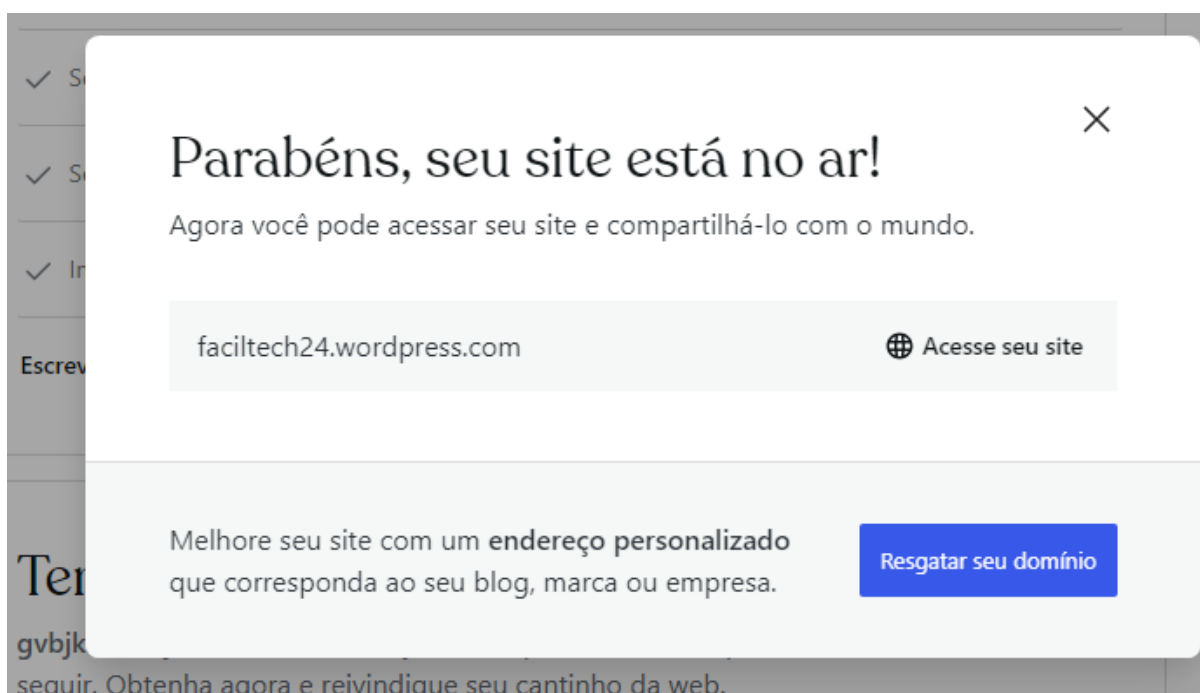 Parabéns, seu site está no ar!
Agora você pode acessar seu site e compartilhá-lo com o mundo.
faciltech24.wordpress.com
Acesse seu site
Melhore seu site com um endereço personalizado
que corresponda ao seu blog, marca ou empresa.
Resgatar seu domínio
seguir. Obtenha agora e reivindique seu cantinho da web.